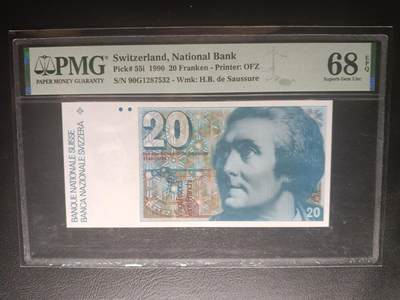 PMG
PAPER MONEY GUARANTY
Switzerland, National Bank
Pick# 55i 1990 20 Franken - Printer: OFZ
S/N 90G1287532 - Wmk: H.B. de Saussure
68 EPQ
Superb Gem Unc
BANQUE NATIONALE SUISSE
BANCA NAZIONALE SVIZZERA
20
20